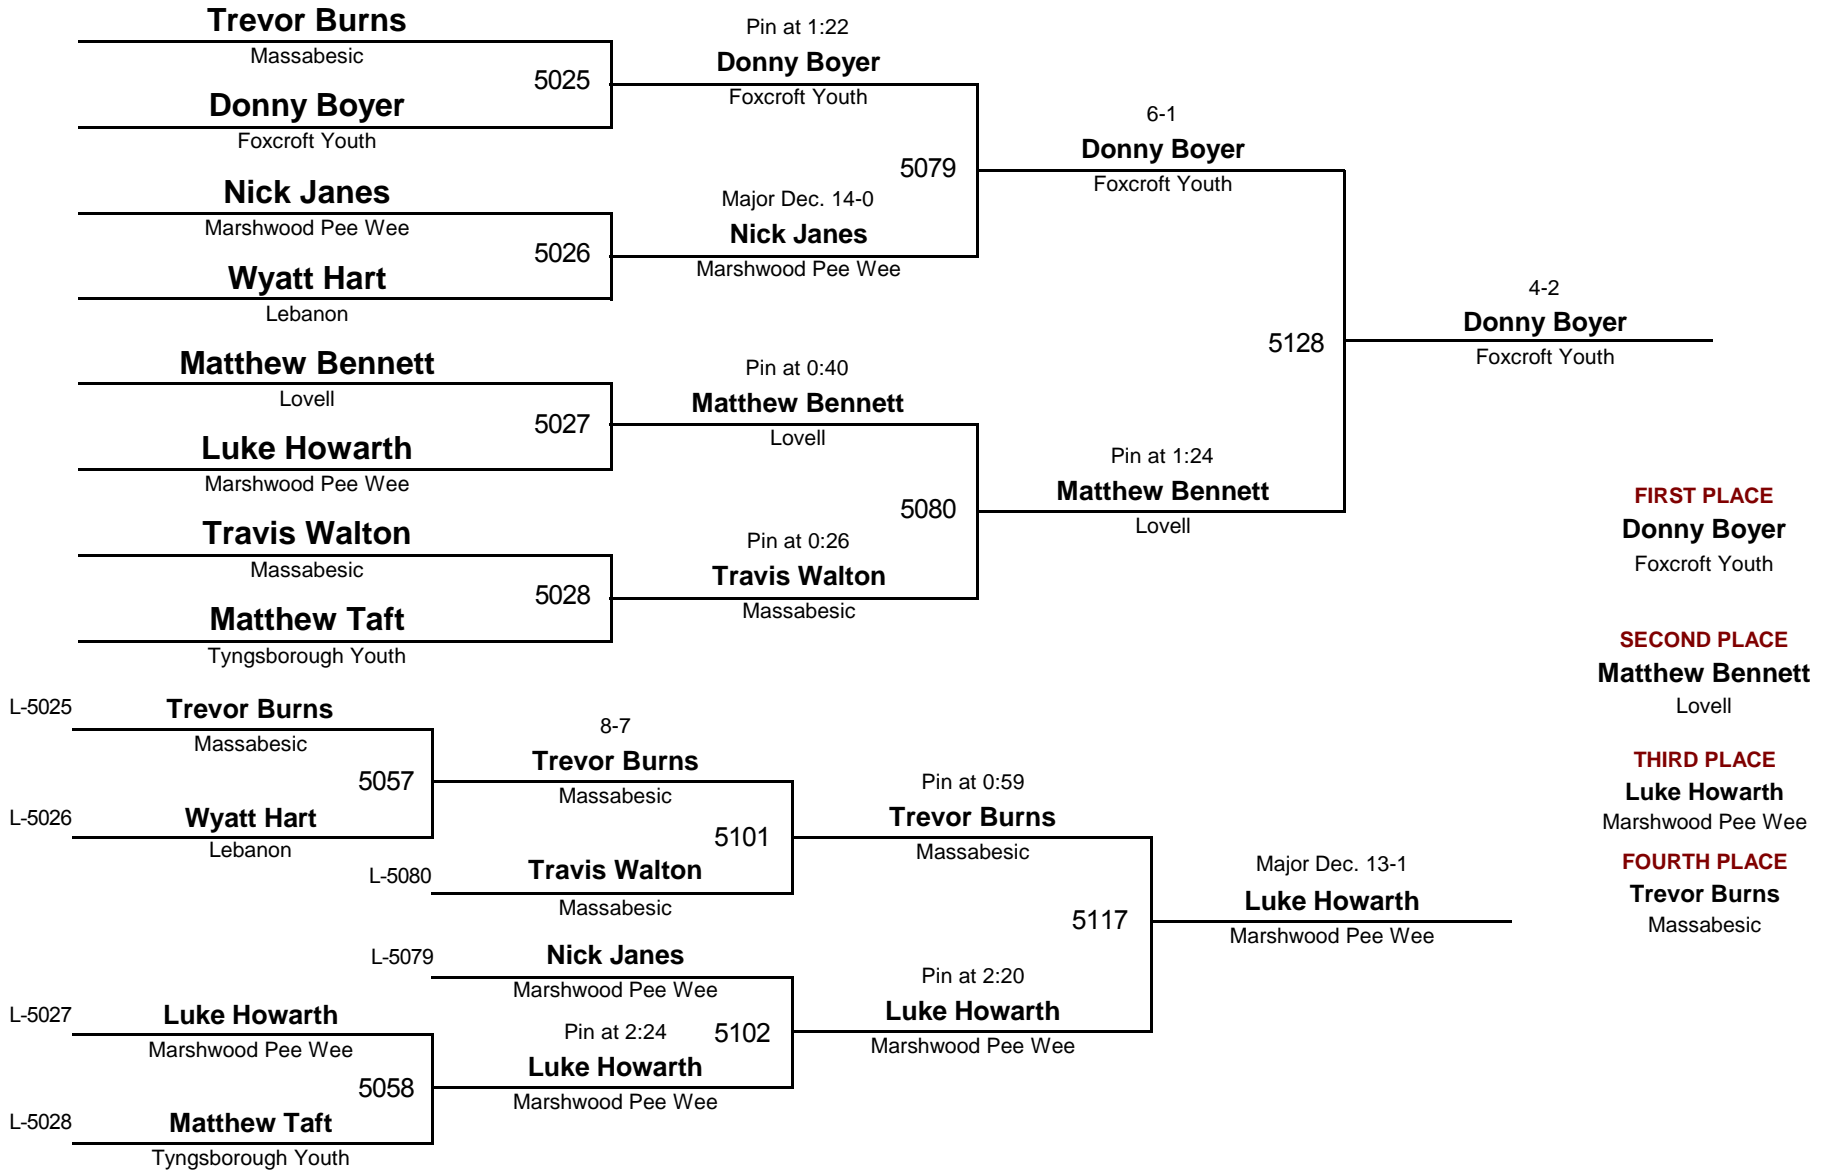 Trevor Burns
Massabesic
5025
Donny Boyer
Foxcroft Youth
Nick Janes
Marshwood Pee Wee
5026
Wyatt Hart
Lebanon
Matthew Bennett
Lovell
5027
Luke Howarth
Marshwood Pee Wee
Travis Walton
Massabesic
5028
Matthew Taft
Tyngsborough Youth
Pin at 1:22
Donny Boyer
Foxcroft Youth
5079
Major Dec. 14-0
Nick Janes
Marshwood Pee Wee
Pin at 0:40
Matthew Bennett
Lovell
5080
Pin at 0:26
Travis Walton
Massabesic
6-1
Donny Boyer
Foxcroft Youth
5128
Pin at 1:24
Matthew Bennett
Lovell
4-2
Donny Boyer
Foxcroft Youth
FIRST PLACE
Donny Boyer
Foxcroft Youth
SECOND PLACE
Matthew Bennett
Lovell
THIRD PLACE
Luke Howarth
Marshwood Pee Wee
FOURTH PLACE
Trevor Burns
Massabesic
L-5025
Trevor Burns
Massabesic
5057
L-5026
Wyatt Hart
Lebanon
8-7
Trevor Burns
Massabesic
5101
L-5080
Travis Walton
Massabesic
L-5079
Nick Janes
Marshwood Pee Wee
5102
L-5027
Luke Howarth
Marshwood Pee Wee
5058
L-5028
Matthew Taft
Tyngsborough Youth
Pin at 2:24
Luke Howarth
Marshwood Pee Wee
Pin at 0:59
Trevor Burns
Massabesic
5117
Pin at 2:20
Luke Howarth
Marshwood Pee Wee
Major Dec. 13-1
Luke Howarth
Marshwood Pee Wee